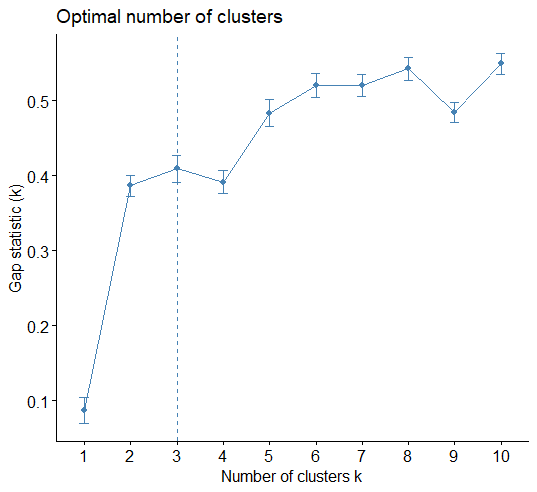 Optimal number of clusters
Gap statistic (k)
0.5
0.4
0.3
0.2
0.1
1 2 3 4 5 6 7 8 9 10
Number of clusters k